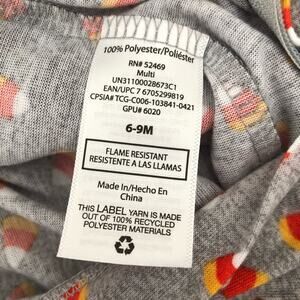 100% Polyester/Poliéster
RN# 52469
Multi
UN31100028673C1
EAN/UPC 7 6705299819
CPSIA# TCG-C006-103841-0421
GPU# 6020
6-9M
FLAME RESISTANT
RESISTENTE A LAS LLAMAS
Made In/Hecho En
China
THIS LABEL YARN IS MADE
OUT OF 100% RECYCLED
POLYESTER MATERIALS